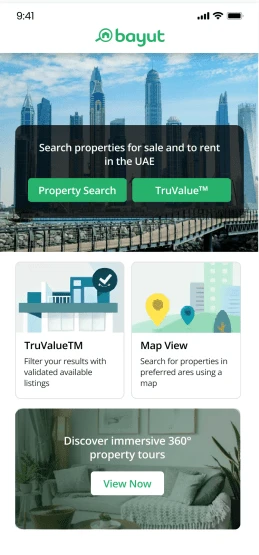 9:41
bayut
Search properties for sale and to rent
in the UAE
Property Search
TruValue™
TruValueTM
Filter your results with
validated available
listings
Map View
Search for properties in
preferred ares using a
map
Discover immersive 360°
property tours
View Now